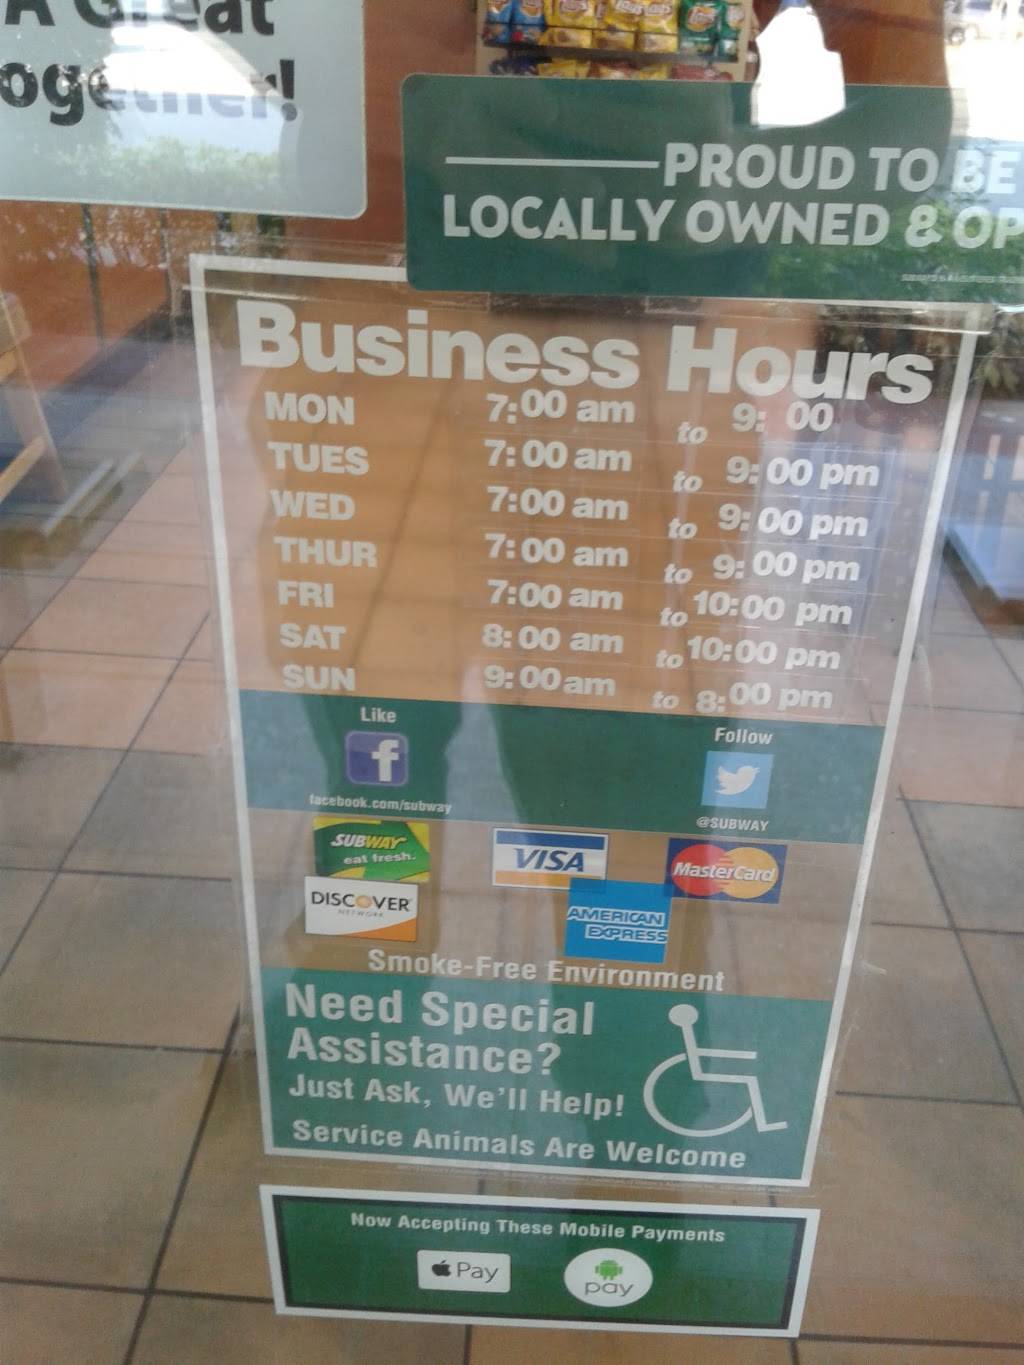 A Great
ogether!
PROUD TO BE
LOCALLY OWNED & OP
Business Hours
MON 7:00 am to 9: 00
TUES 7:00 am to 9:00 pm
WED 7:00 am to 9:00 pm
THUR 7:00 am to 9:00 pm
FRI 7:00 am to 10:00 pm
SAT 8:00 am to 10:00 pm
SUN 9:00 am to 8:00 pm
Like
Follow
f
facebook.com/subway
@SUBWAY
SUBWAY
eat fresh.
VISA
MasterCard
DISCOVER
NETWORK
AMERICAN
EXPRESS
Smoke-Free Environment
Need Special
Assistance?
Just Ask, We'll Help!
Service Animals Are Welcome
Now Accepting These Mobile Payments
Pay
pay